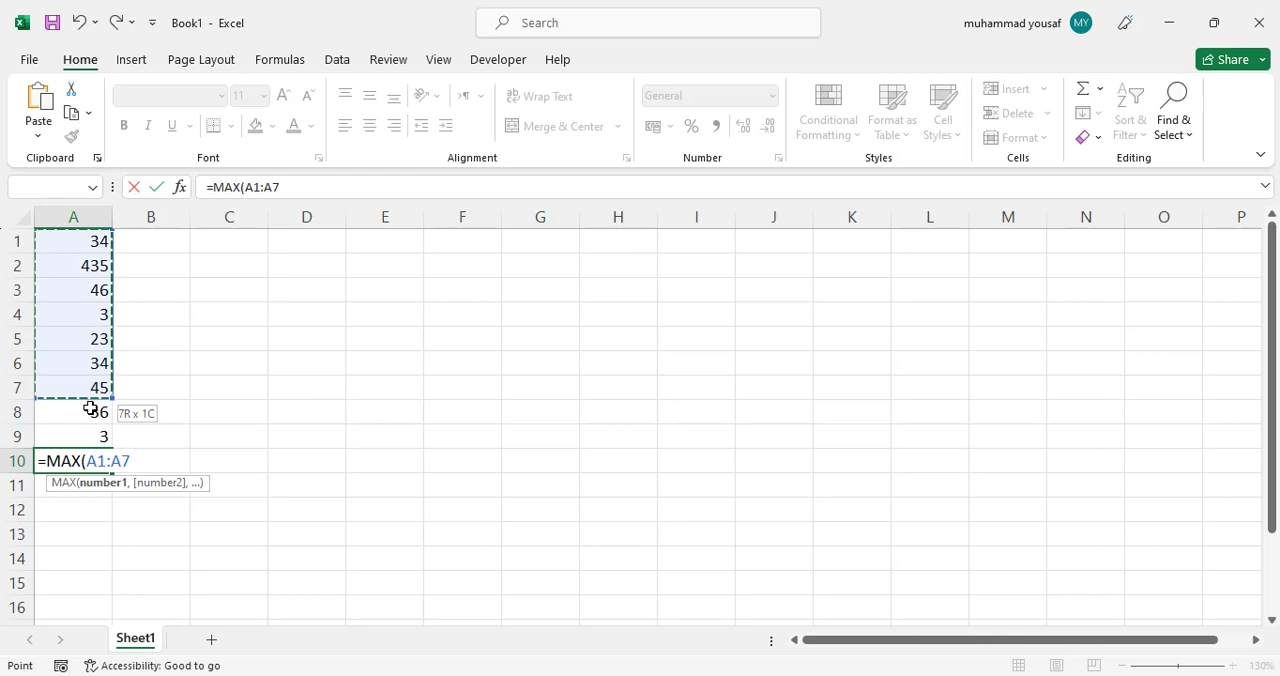 Book1 - Excel
Search
muhammad yousaf
MY
File Home Insert Page Layout Formulas Data Review View Developer Help
Share
Paste
Clipboard
11
Font
Wrap Text
Merge & Center
Alignment
General
Number
Conditional Formatting
Format as Table
Cell Styles
Styles
Insert
Delete
Format
Cells
Sort & Filter
Find & Select
Editing
fx
=MAX(A1:A7
A B C D E F G H I J K L M N O P
1 34
2 435
3 46
4 3
5 23
6 34
7 45
8 7R x 1C
9 3
10 =MAX(A1:A7
11 MAX(number1, [number2], ...)
12
13
14
15
16
Sheet1
Point
Accessibility: Good to go
130%